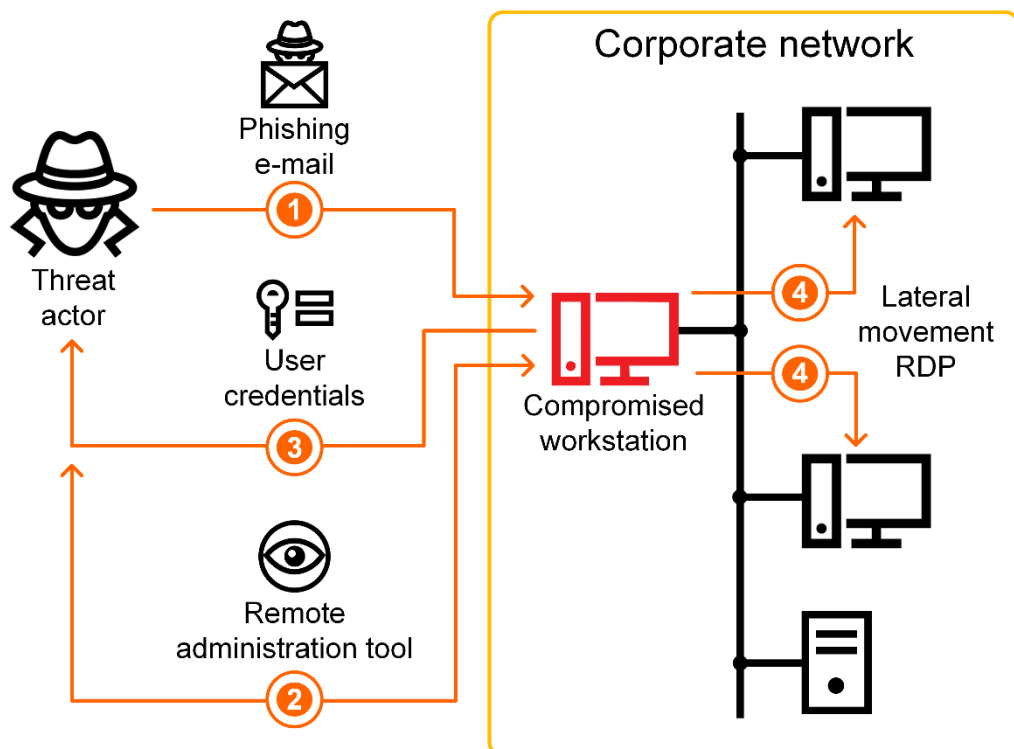 Corporate network
Phishing
e-mail
1
Threat
actor
User
credentials
3
Remote
administration tool
2
Compromised
workstation
4
4
Lateral
movement
RDP